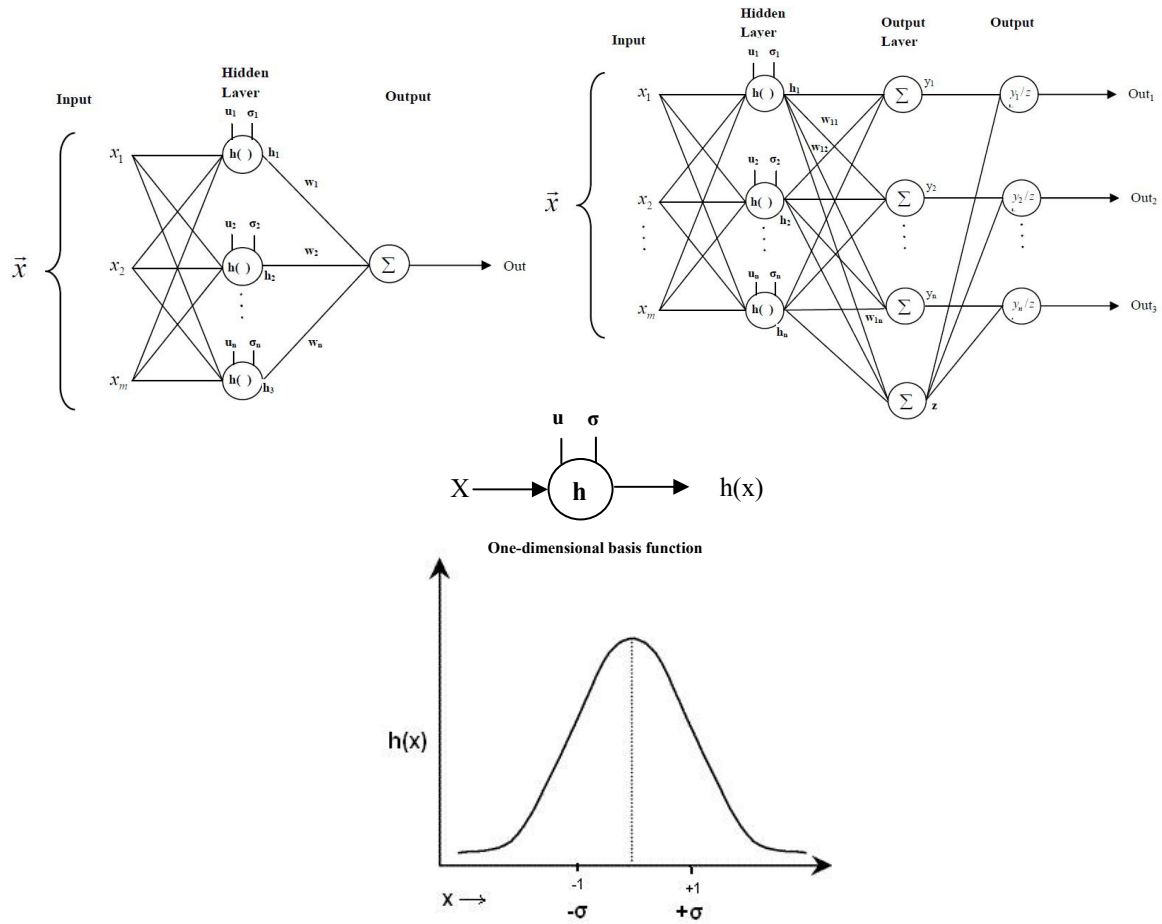 Input
Hidden
Layer
Output
x⃗
x₁
x₂
xₘ
u₁ σ₁
h( )
h₁
u₂ σ₂
h( )
h₂
uₙ σₙ
h( )
h₃
w₁
w₂
wₙ
Σ
Out
Input
Hidden
Layer
Output
Layer
Output
x⃗
x₁
x₂
xₘ
u₁ σ₁
h( )
h₁
u₂ σ₂
h( )
h₂
uₙ σₙ
h( )
hₙ
w₁₁
w₁₂
w₁ₙ
Σ
y₁
y₁/z
Out₁
Σ
y₂
y₂/z
Out₂
Σ
yₙ
yₙ/z
Out₃
Σ
z
u σ
X
h
h(x)
One-dimensional basis function
h(x)
-1
+1
X →
-σ
+σ